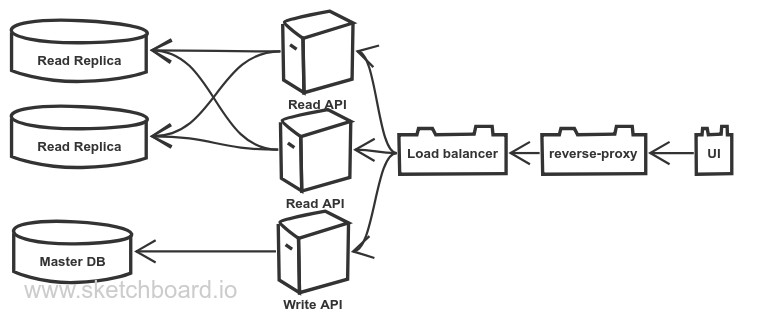 Read Replica
Read API
Read Replica
Load balancer
reverse-proxy
UI
Read API
Master DB
www.sketchboard.io
Write API